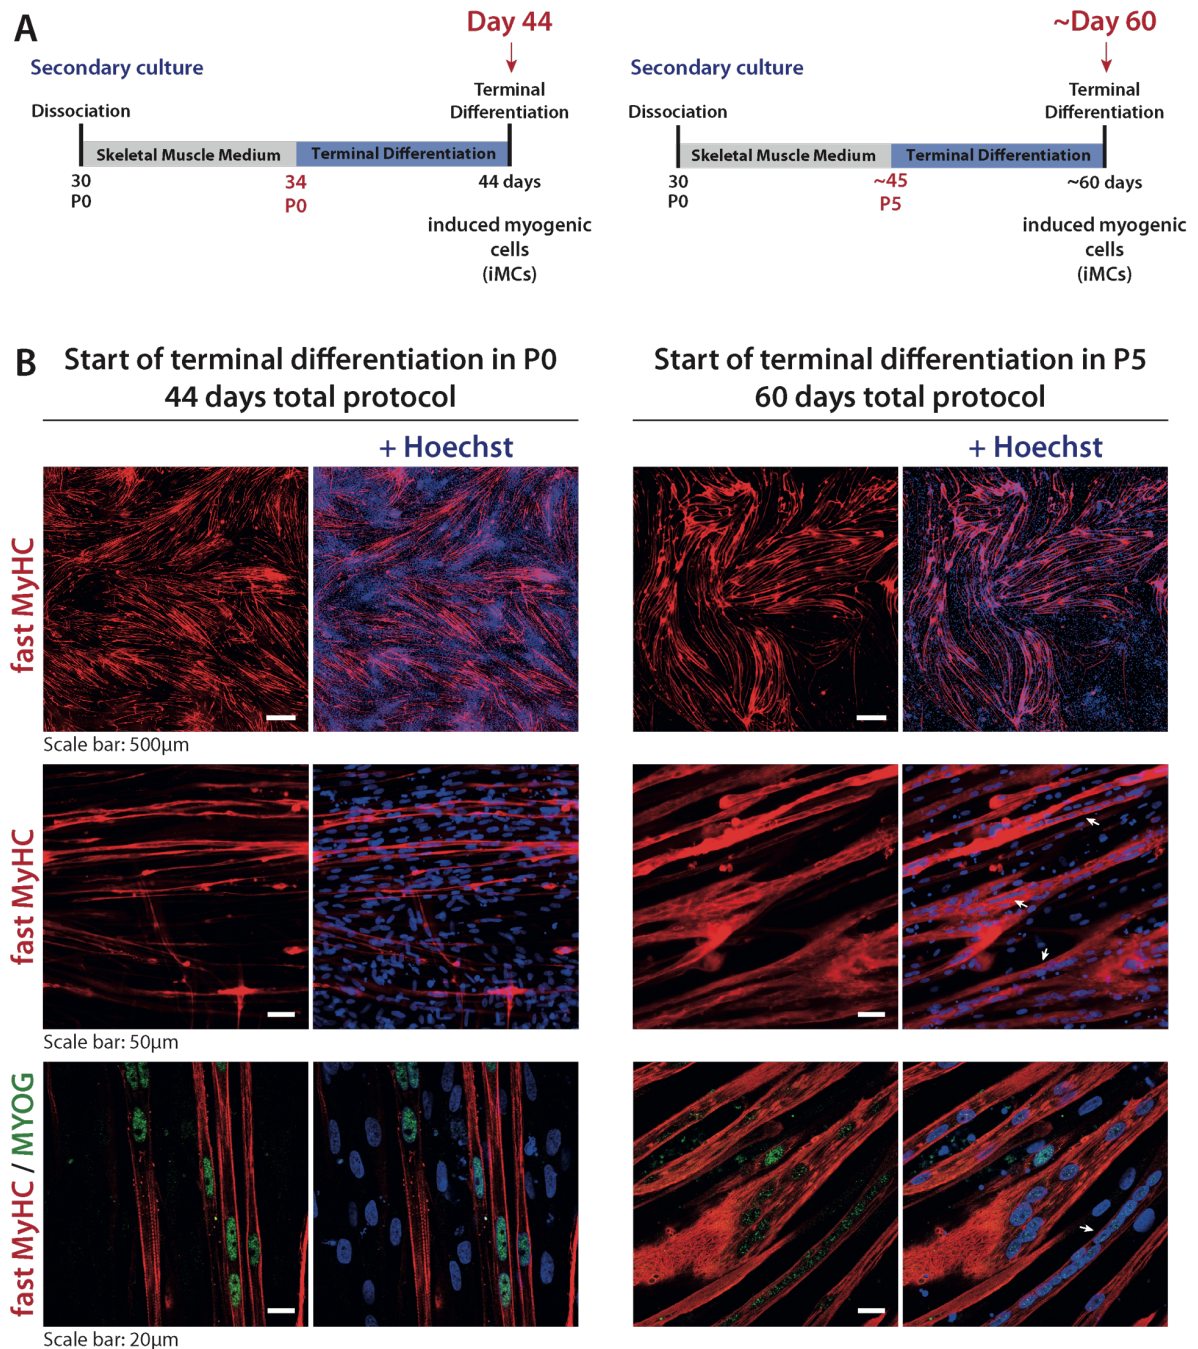 A
Day 44
Secondary culture
Dissociation
Terminal
Differentiation
Skeletal Muscle Medium
Terminal Differentiation
30
P0
34
P0
44 days
induced myogenic
cells
(iMCs)
~Day 60
Secondary culture
Dissociation
Terminal
Differentiation
Skeletal Muscle Medium
Terminal Differentiation
30
P0
~45
P5
~60 days
induced myogenic
cells
(iMCs)
B
Start of terminal differentiation in P0
44 days total protocol
Start of terminal differentiation in P5
60 days total protocol
+ Hoechst
+ Hoechst
fast MyHC
Scale bar: 500µm
fast MyHC
Scale bar: 50µm
fast MyHC / MYOG
Scale bar: 20µm